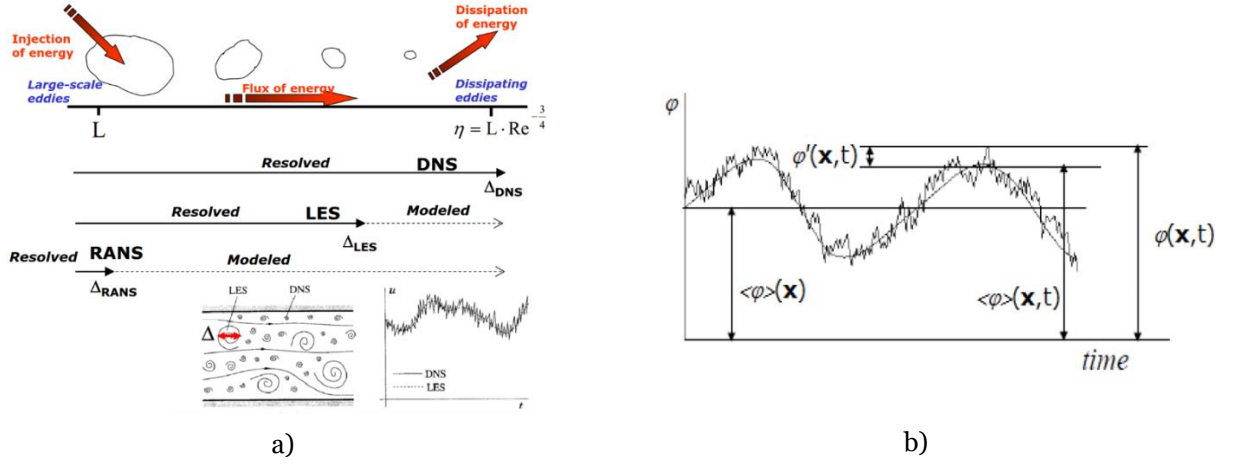 Dissipation
of energy
Injection
of energy
Large-scale
eddies
Flux of energy
Dissipating
eddies
L
η = L · Re^{-3/4}
Resolved DNS
Δ_DNS
Resolved LES Modeled
Δ_LES
Resolved RANS Modeled
Δ_RANS
LES DNS
Δ
u
DNS
LES
t
a)
φ
φ'(x,t)
φ(x,t)
<φ>(x)
<φ>(x,t)
time
b)